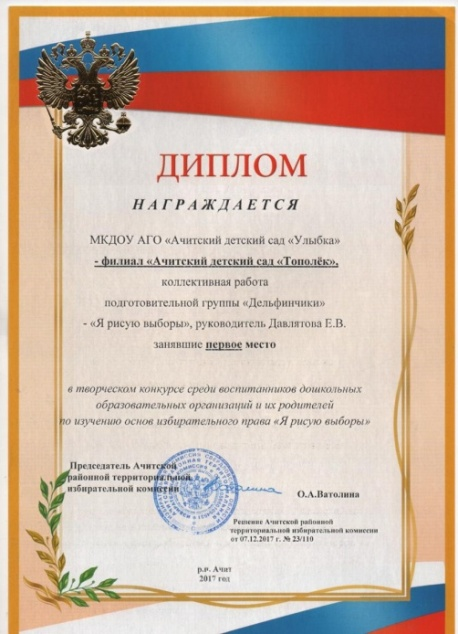 ДИПЛОМ
НАГРАЖДАЕТСЯ
МКДОУ АГО «Ачитский детский сад «Улыбка»
- филиал «Ачитский детский сад «Тополёк»,
коллективная работа
подготовительной группы «Дельфинчики»
- «Я рисую выборы», руководитель Давлятова Е.В.
занявшие первое место
в творческом конкурсе среди воспитанников дошкольных
образовательных организаций и их родителей
по изучению основ избирательного права «Я рисую выборы»
Председатель Ачитской
районной территориальной
избирательной комиссии
О.А.Ватолина
Решение Ачитской районной
территориальной избирательной комиссии
от 07.12.2017 г. № 23/110
р.п. Ачит
2017 год